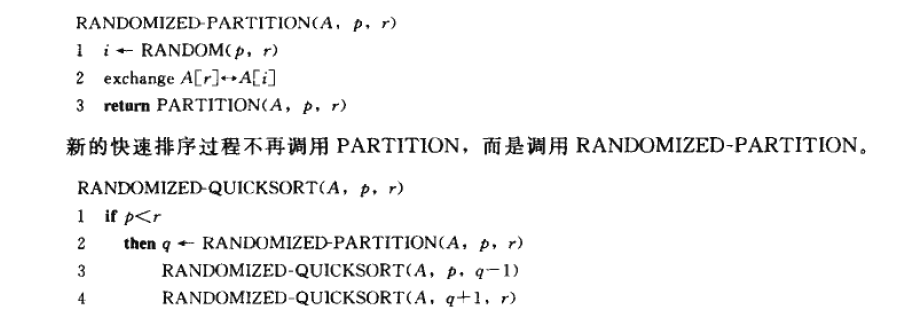 RANDOMIZED-PARTITION(A, p, r)
1 i ← RANDOM(p, r)
2 exchange A[r]↔A[i]
3 return PARTITION(A, p, r)
新的快速排序过程不再调用 PARTITION，而是调用 RANDOMIZED-PARTITION。
RANDOMIZED-QUICKSORT(A, p, r)
1 if p<r
2 then q ← RANDOMIZED-PARTITION(A, p, r)
3 RANDOMIZED-QUICKSORT(A, p, q−1)
4 RANDOMIZED-QUICKSORT(A, q+1, r)